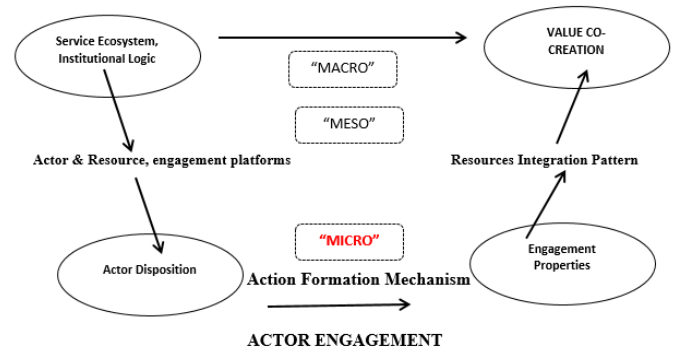 Service Ecosystem,
Institutional Logic
VALUE CO-
CREATION
“MACRO”
“MESO”
Actor & Resource, engagement platforms
Resources Integration Pattern
“MICRO”
Actor Disposition
Engagement
Properties
Action Formation Mechanism
ACTOR ENGAGEMENT